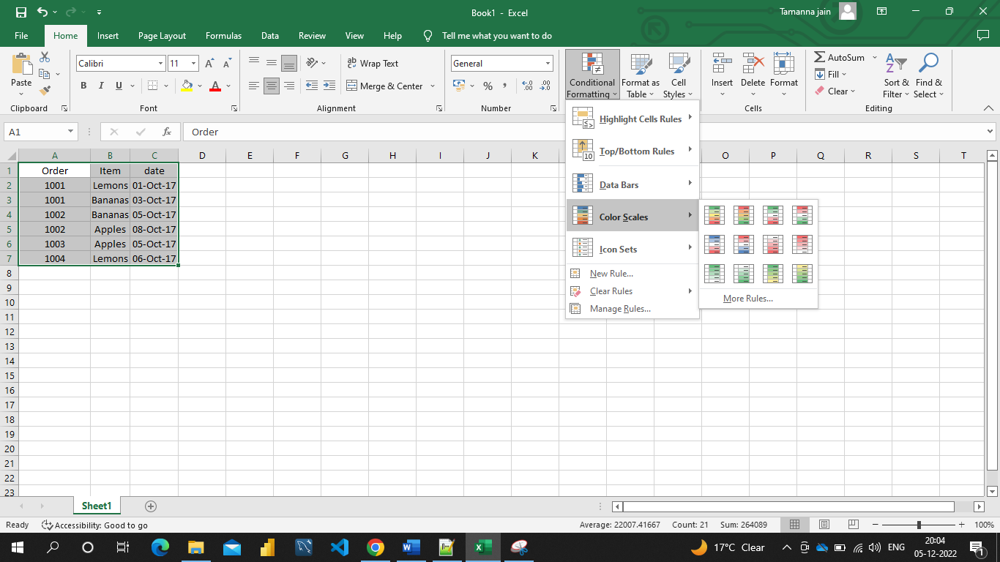 Book1 - Excel
Tamanna jain
File Home Insert Page Layout Formulas Data Review View Help Tell me what you want to do
Paste
Calibri 11
B I U
A A
Wrap Text
Merge & Center
General
% ,
Conditional Formatting
Format as Table
Cell Styles
Insert Delete Format
AutoSum
Fill
Clear
Sort & Filter
Find & Select
Clipboard Font Alignment Number Cells Editing
A1 fx Order
A B C D E F G H I J K O P Q R S T
1 Order Item date
2 1001 Lemons 01-Oct-17
3 1001 Bananas 03-Oct-17
4 1002 Bananas 05-Oct-17
5 1002 Apples 08-Oct-17
6 1003 Apples 05-Oct-17
7 1004 Lemons 06-Oct-17
8
9
10
11
12
13
14
15
16
17
18
19
20
21
22
23
Highlight Cells Rules
Top/Bottom Rules
Data Bars
Color Scales
Icon Sets
New Rule...
Clear Rules
Manage Rules...
More Rules...
Sheet1
Ready Accessibility: Good to go Average: 22007.41667 Count: 21 Sum: 264089 100%
17°C Clear ENG 20:04
05-12-2022
1